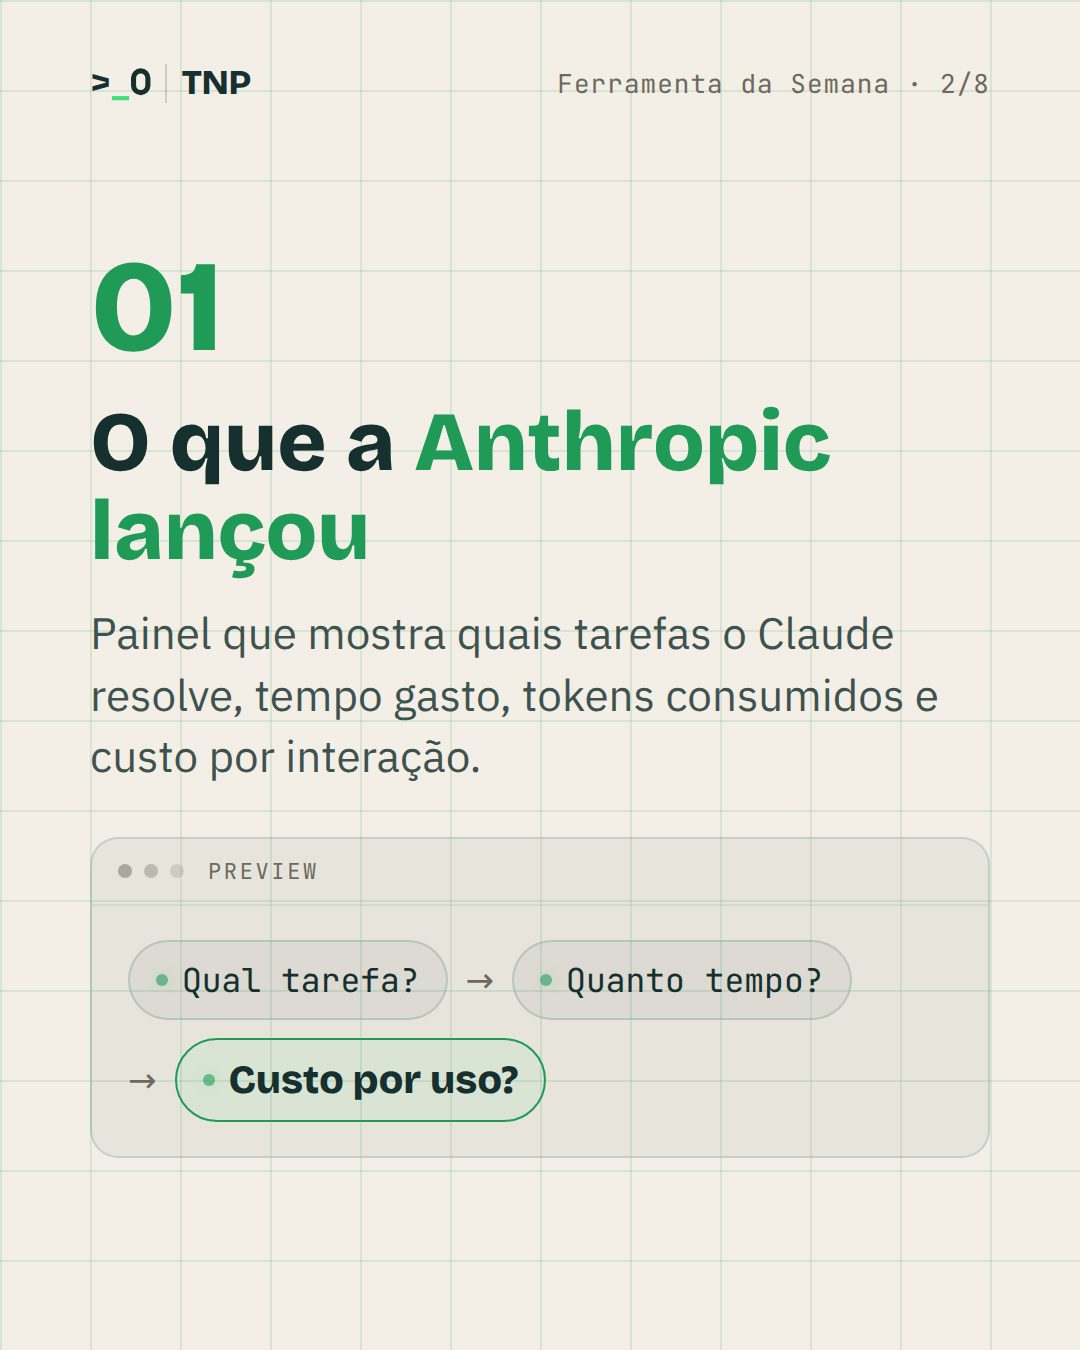 >_O TNP
Ferramenta da Semana · 2/8
01
O que a Anthropic
lançou
Painel que mostra quais tarefas o Claude
resolve, tempo gasto, tokens consumidos e
custo por interação.
PREVIEW
Qual tarefa? → Quanto tempo?
→ Custo por uso?